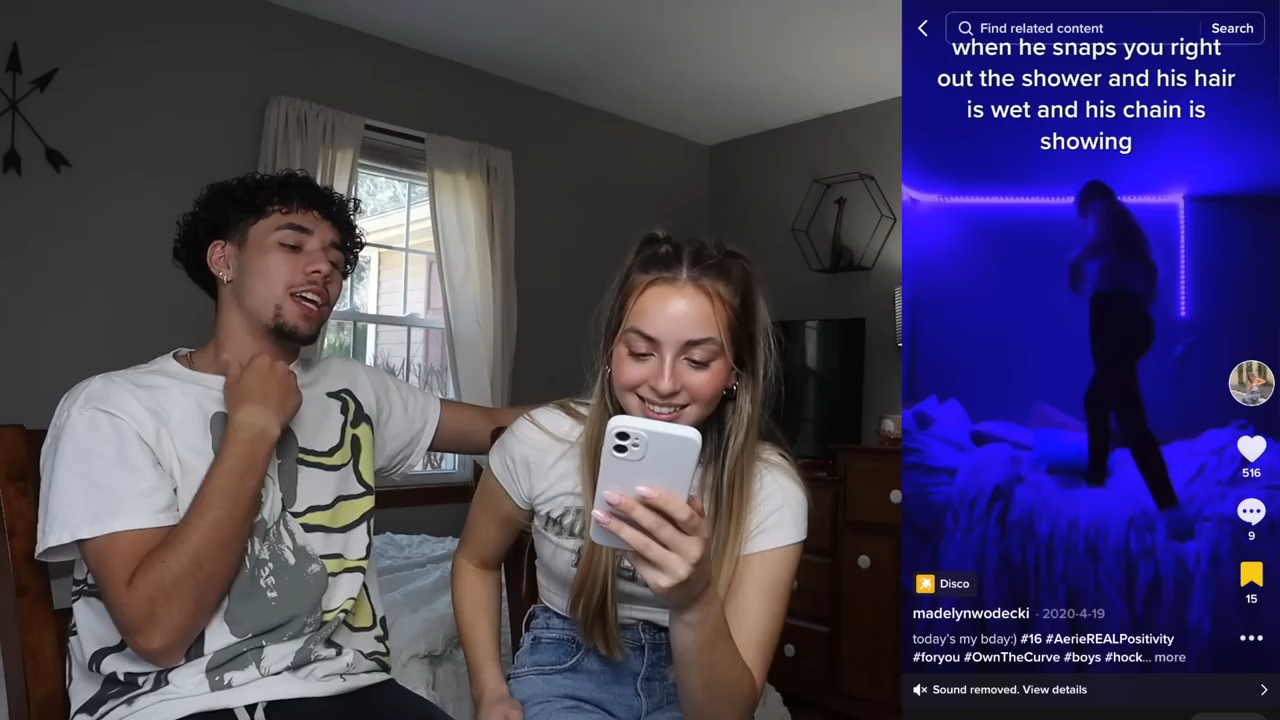 Find related content
Search
when he snaps you right
out the shower and his hair
is wet and his chain is
showing
516
9
15
Disco
madelynwodecki · 2020-4-19
today's my bday:) #16 #AerieREALPositivity
#foryou #OwnTheCurve #boys #hock... more
Sound removed. View details